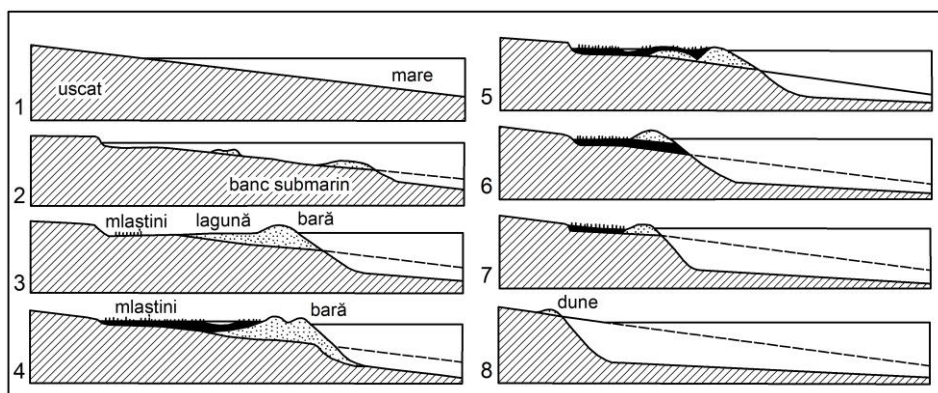 1
uscat
mare
2
banc submarin
3
mlaștini
lagună
bară
4
mlaștini
bară
5
6
7
8
dune